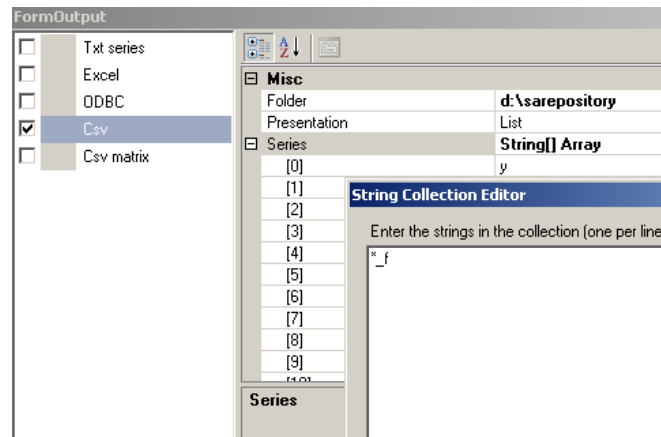 FormOutput
Txt series
Excel
ODBC
Csv
Csv matrix
Misc
Folder d:\sarepository
Presentation List
Series String[] Array
[0] y
[1]
[2]
[3]
[4]
[5]
[6]
[7]
[8]
[9]
[10]
Series
String Collection Editor
Enter the strings in the collection (one per line
*_f